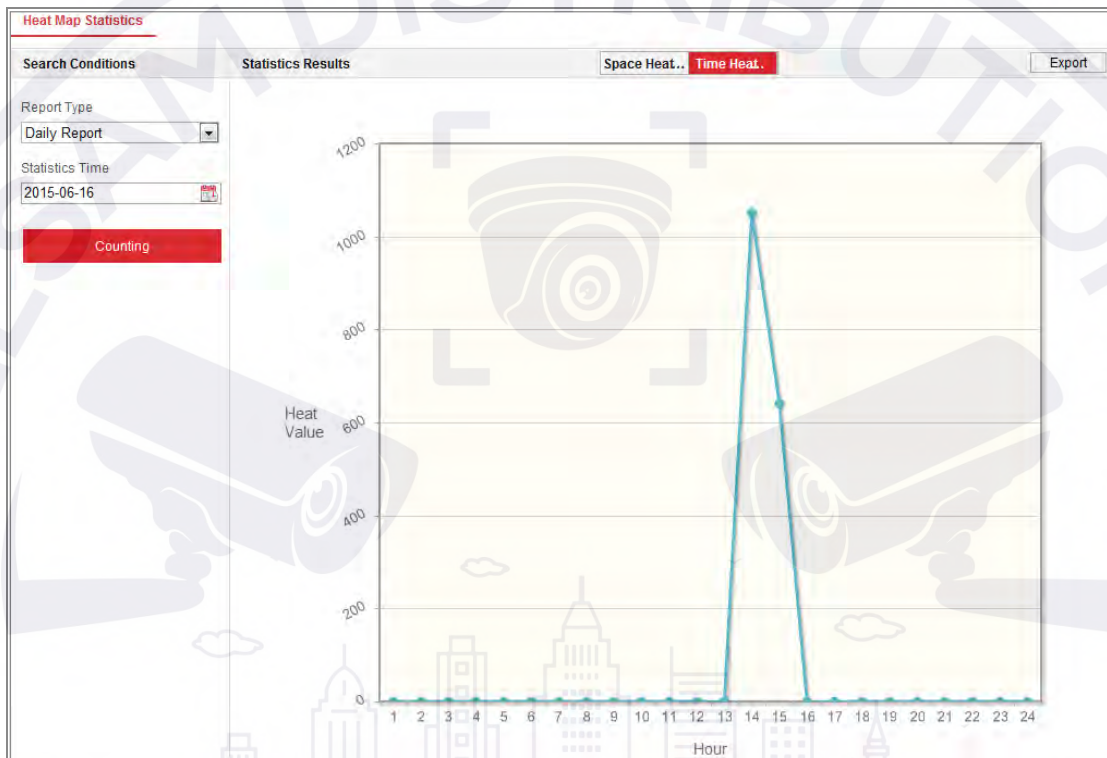 Heat Map Statistics
Search Conditions
Statistics Results
Space Heat..
Time Heat..
Export
Report Type
Daily Report
Statistics Time
2015-06-16
Counting
1200
1000
800
600
400
200
0
Heat
Value
1 2 3 4 5 6 7 8 9 10 11 12 13 14 15 16 17 18 19 20 21 22 23 24
Hour
SAM DISTRIBUTIO